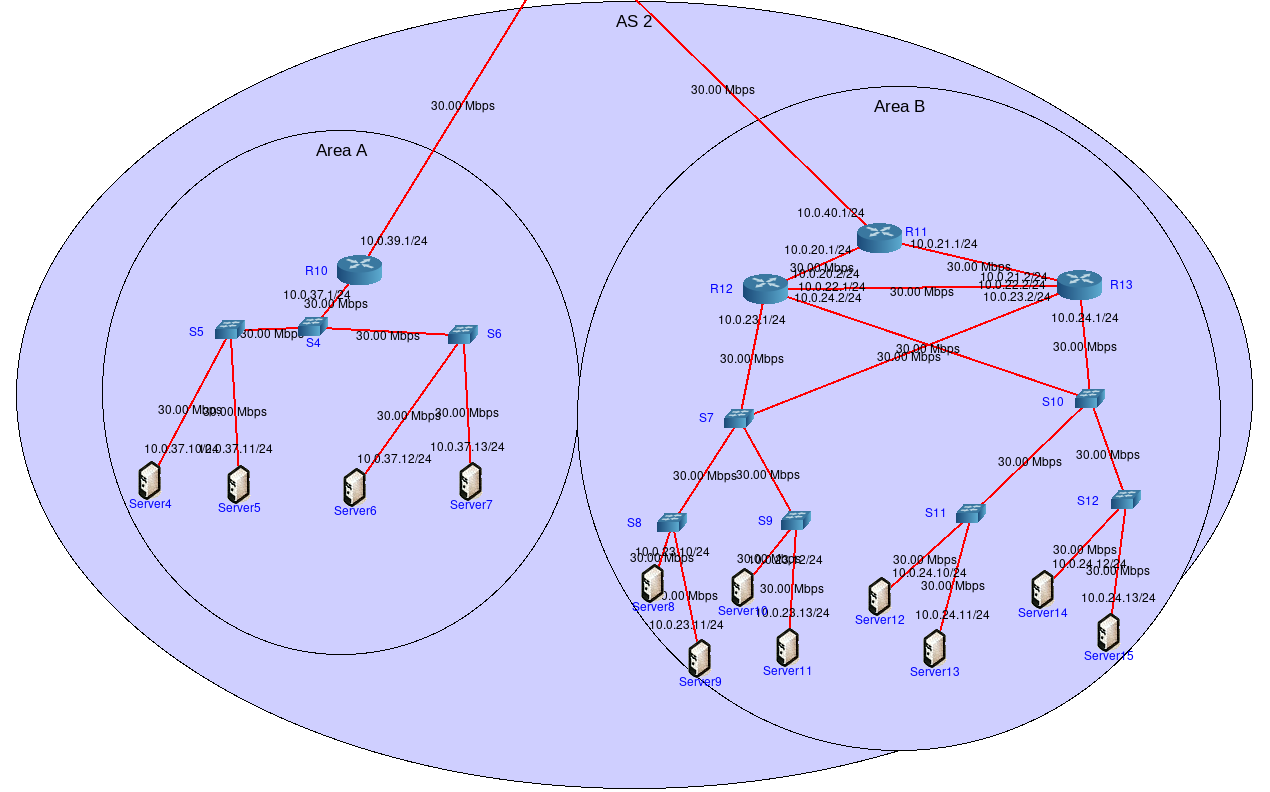 AS 2
30.00 Mbps
30.00 Mbps
Area B
Area A
10.0.40.1/24
R11
10.0.39.1/24
10.0.21.1/24
10.0.20.1/24
R10
30.00 Mbps
30.00 Mbps
10.0.20.2/24
10.0.21.2/24
R12
10.0.22.1/24
10.0.22.2/24
R13
10.0.37.1/24
30.00 Mbps
10.0.24.2/24
30.00 Mbps
10.0.23.2/24
10.0.23.1/24
10.0.24.1/24
S5
30.00 Mbps
S4
30.00 Mbps
S6
30.00 Mbps
30.00 Mbps
30.00 Mbps
30.00 Mbps
S7
S10
30.00 Mbps
30.00 Mbps
30.00 Mbps
30.00 Mbps
10.0.37.10/24
10.0.37.11/24
10.0.37.12/24
10.0.37.13/24
30.00 Mbps
30.00 Mbps
30.00 Mbps
30.00 Mbps
Server4
Server5
Server6
Server7
S8
S9
S11
S12
10.0.23.10/24
30.00 Mbps
30.00 Mbps
10.0.23.12/24
30.00 Mbps
10.0.24.10/24
30.00 Mbps
10.0.24.12/24
30.00 Mbps
30.00 Mbps
30.00 Mbps
30.00 Mbps
Server8
Server10
10.0.23.11/24
10.0.23.13/24
Server12
10.0.24.11/24
Server14
10.0.24.13/24
Server9
Server11
Server13
Server15